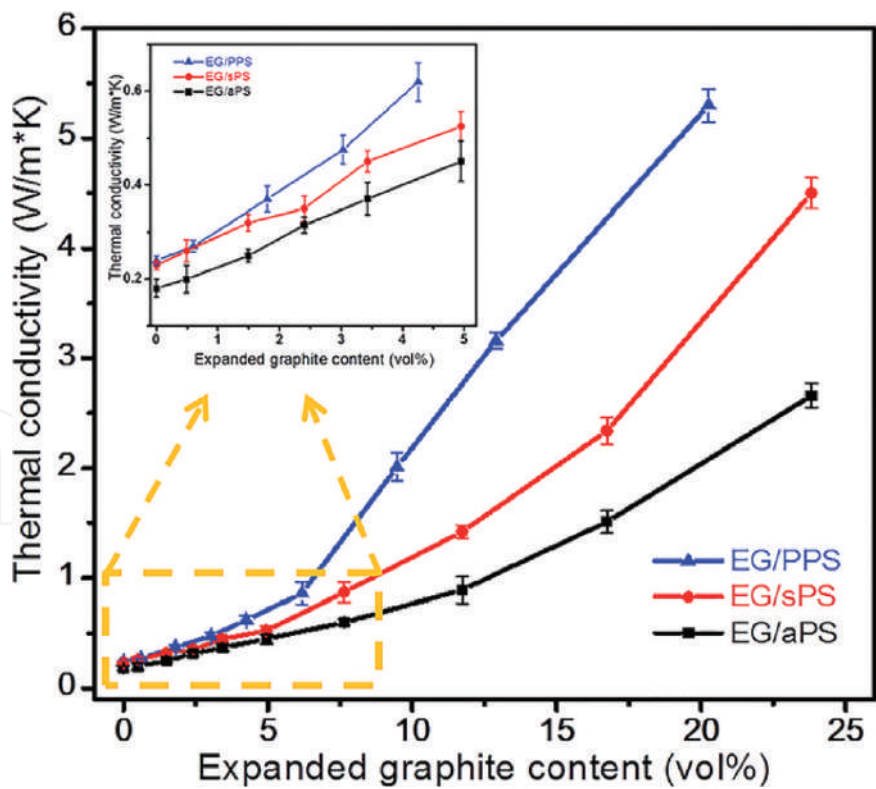 6
5
4
3
2
1
0
Thermal conductivity (W/m*K)
EG/PPS
EG/sPS
EG/aPS
0.6
0.4
0.2
Thermal conductivity (W/m*K)
0 1 2 3 4 5
Expanded graphite content (vol%)
EG/PPS
EG/sPS
EG/aPS
0 5 10 15 20 25
Expanded graphite content (vol%)